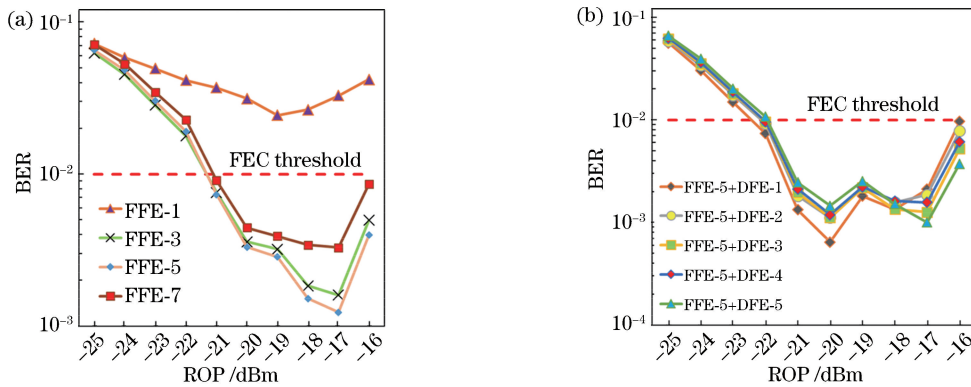 (a)
10⁻¹
10⁻²
10⁻³
BER
FEC threshold
FFE-1
FFE-3
FFE-5
FFE-7
–25
–24
–23
–22
–21
–20
–19
–18
–17
–16
ROP /dBm
(b)
10⁻¹
10⁻²
10⁻³
10⁻⁴
BER
FEC threshold
FFE-5+DFE-1
FFE-5+DFE-2
FFE-5+DFE-3
FFE-5+DFE-4
FFE-5+DFE-5
–25
–24
–23
–22
–21
–20
–19
–18
–17
–16
ROP /dBm